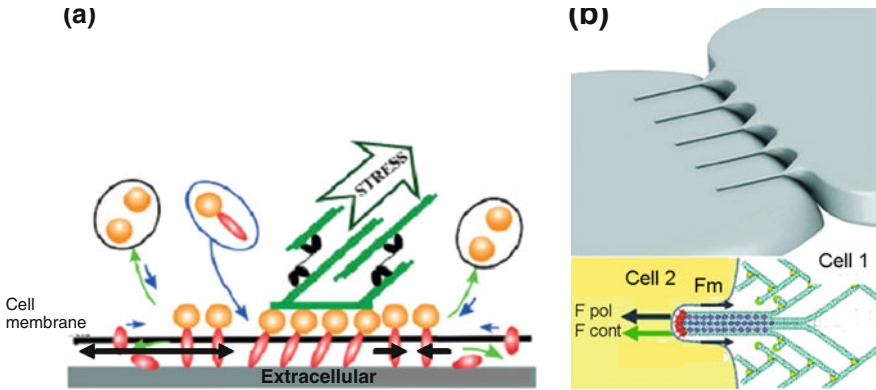 (a)
STRESS
Cell
membrane
Extracellular
(b)
Cell 2
Fm
Cell 1
F pol
F cont